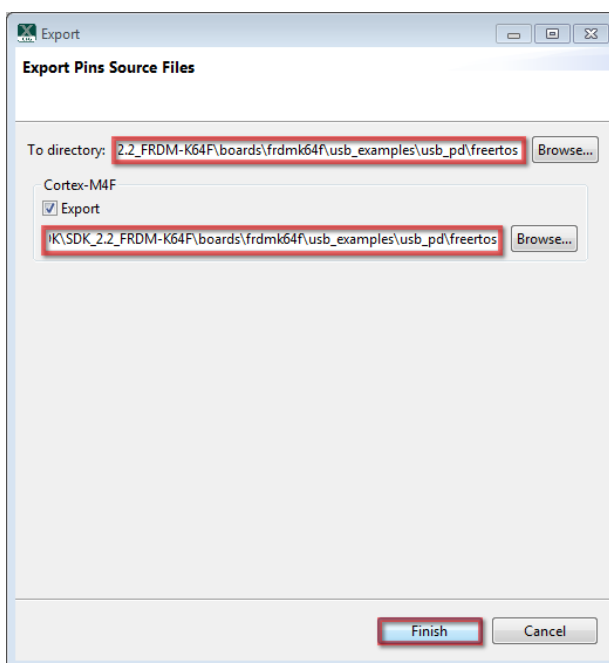 Export
Export Pins Source Files
To directory: 2.2_FRDM-K64F\boards\frdmk64f\usb_examples\usb_pd\freertos Browse...
Cortex-M4F
Export
K\SDK_2.2_FRDM-K64F\boards\frdmk64f\usb_examples\usb_pd\freertos Browse...
Finish Cancel